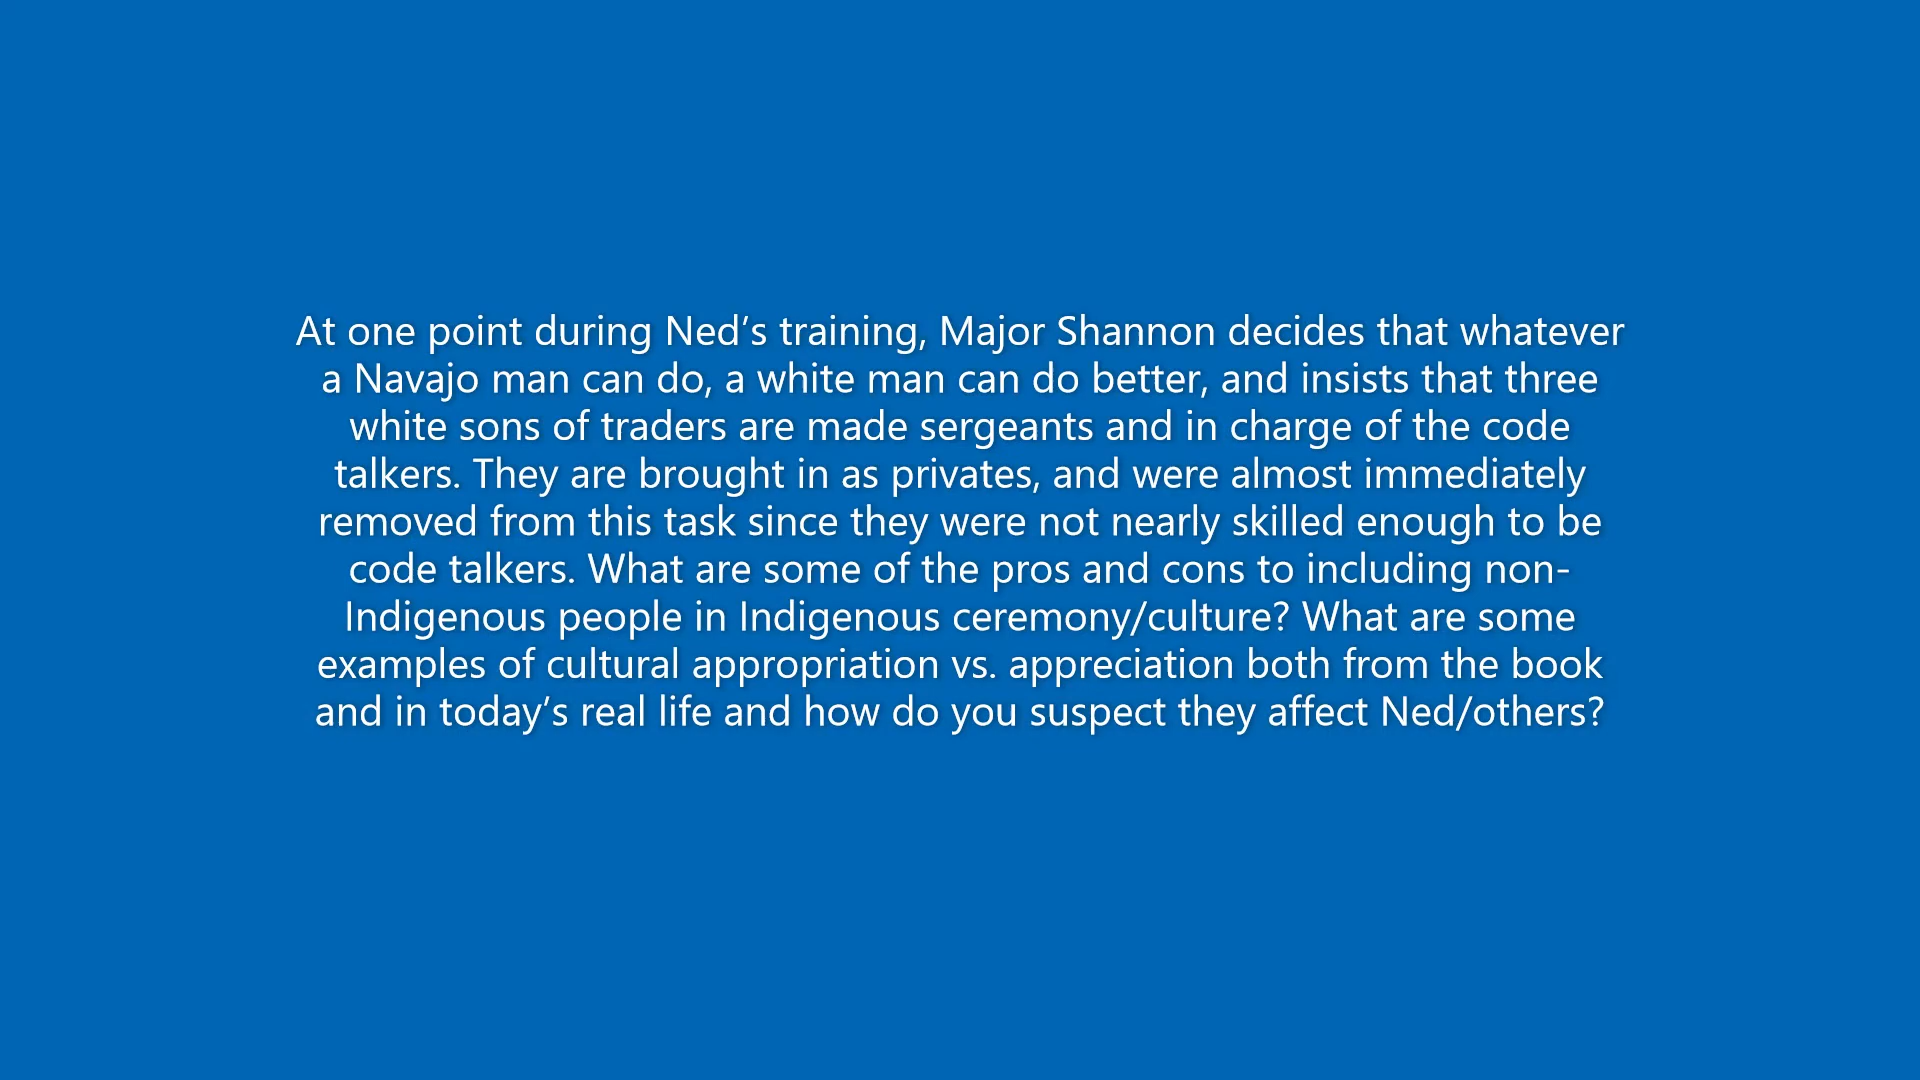 At one point during Ned’s training, Major Shannon decides that whatever
a Navajo man can do, a white man can do better, and insists that three
white sons of traders are made sergeants and in charge of the code
talkers. They are brought in as privates, and were almost immediately
removed from this task since they were not nearly skilled enough to be
code talkers. What are some of the pros and cons to including non-
Indigenous people in Indigenous ceremony/culture? What are some
examples of cultural appropriation vs. appreciation both from the book
and in today’s real life and how do you suspect they affect Ned/others?